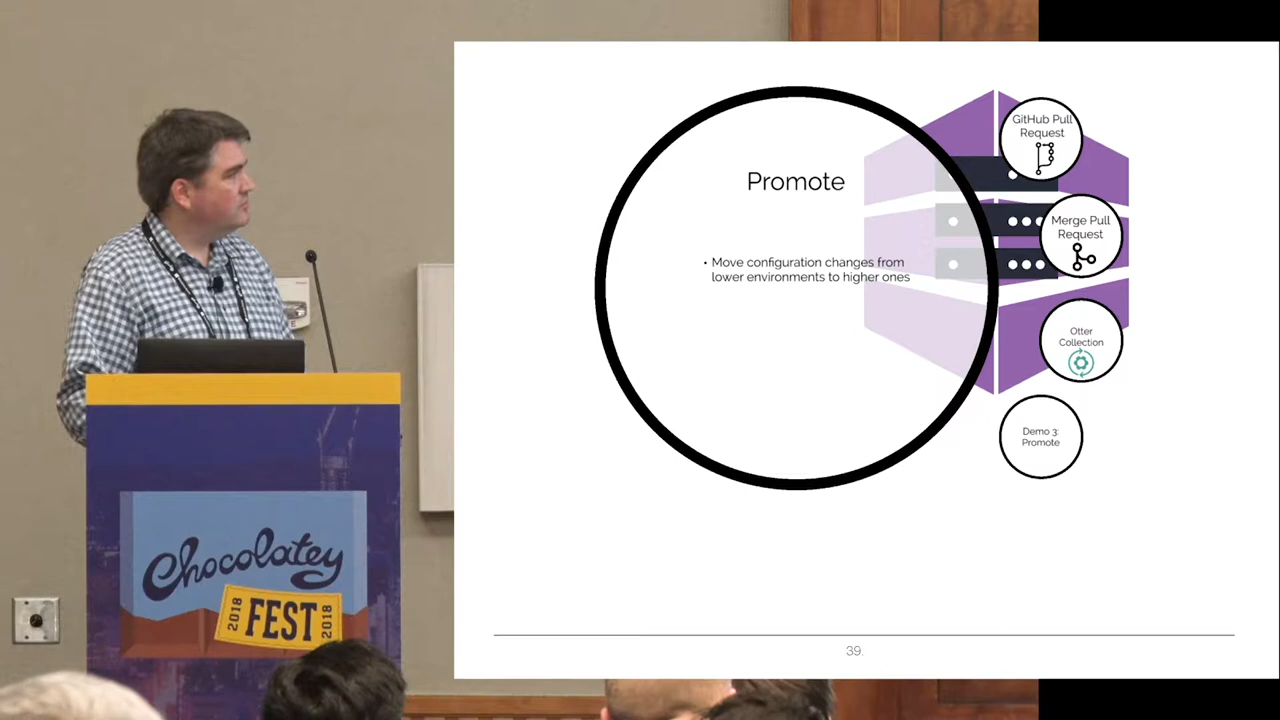 Promote
• Move configuration changes from
lower environments to higher ones
GitHub Pull
Request
Merge Pull
Request
Otter
Collection
Demo 3:
Promote
39.
Chocolatey
2018 FEST 2018